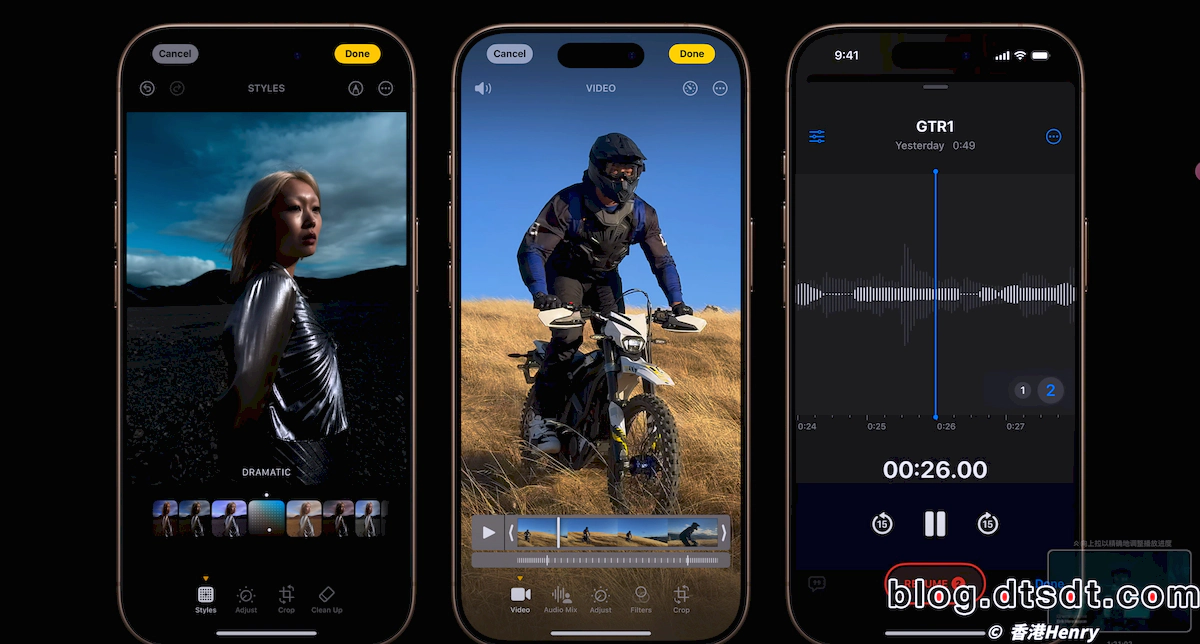 Cancel
Done
STYLES
DRAMATIC
Styles
Adjust
Crop
Clean Up
Cancel
Done
VIDEO
Video
Audio Mix
Adjust
Filters
Crop
9:41
GTR1
Yesterday 0:49
1
2
0:24
0:25
0:26
0:27
00:26.00
15
15
RESUME
Done
blog.dtsdt.com
© 香港Henry